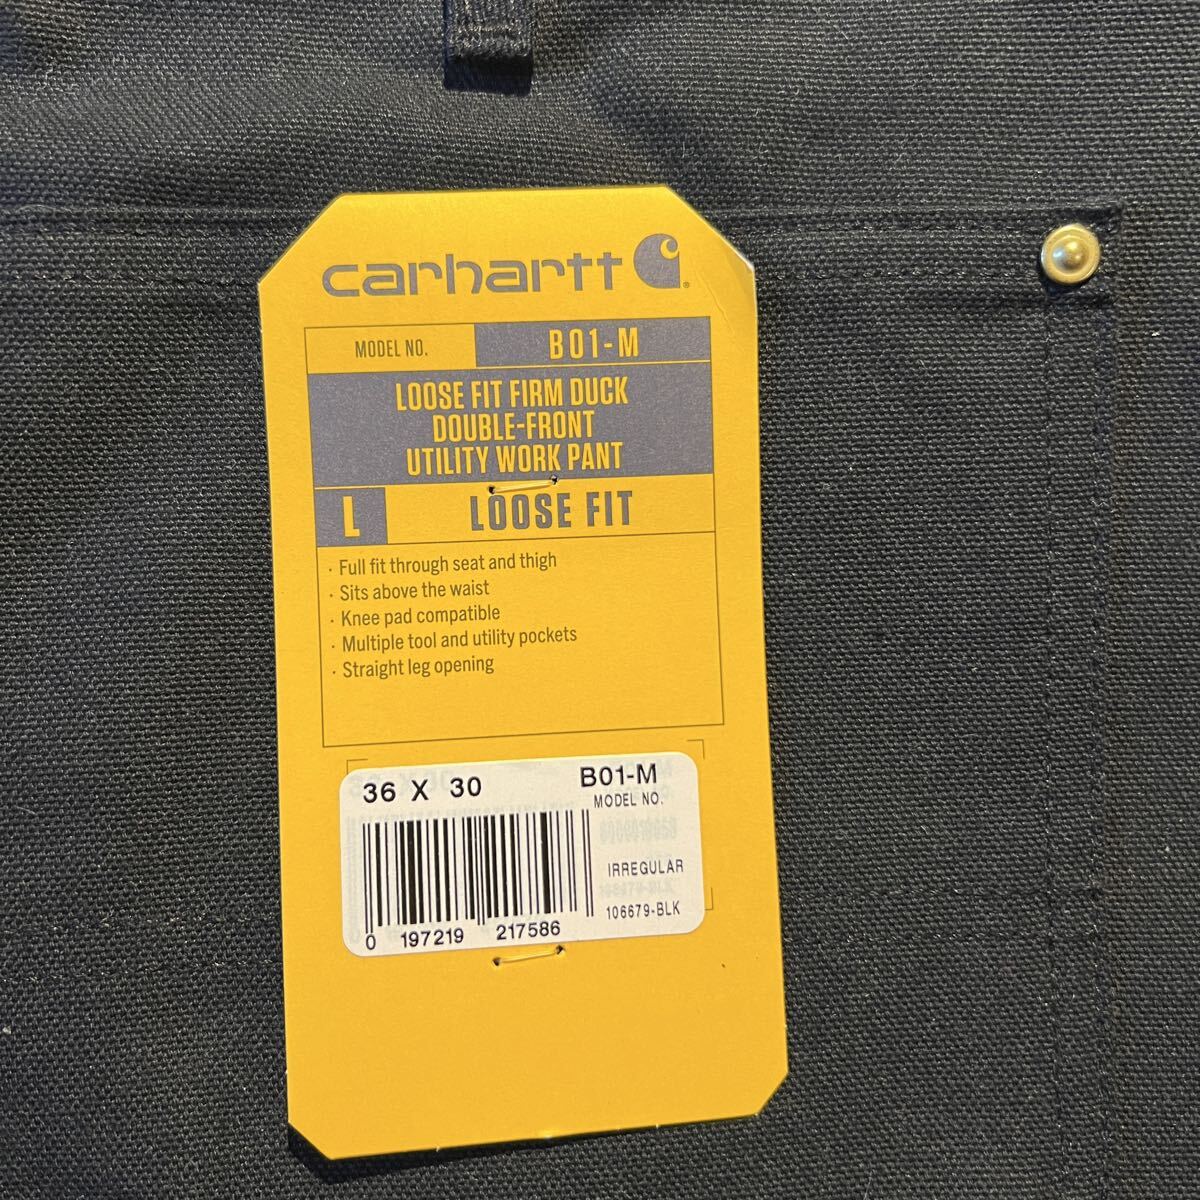 carhartt
MODEL NO. B01-M
LOOSE FIT FIRM DUCK
DOUBLE-FRONT
UTILITY WORK PANT
L LOOSE FIT
· Full fit through seat and thigh
· Sits above the waist
· Knee pad compatible
· Multiple tool and utility pockets
· Straight leg opening
36 X 30 B01-M
MODEL NO.
IRREGULAR
106679-BLK
0 197219 217586